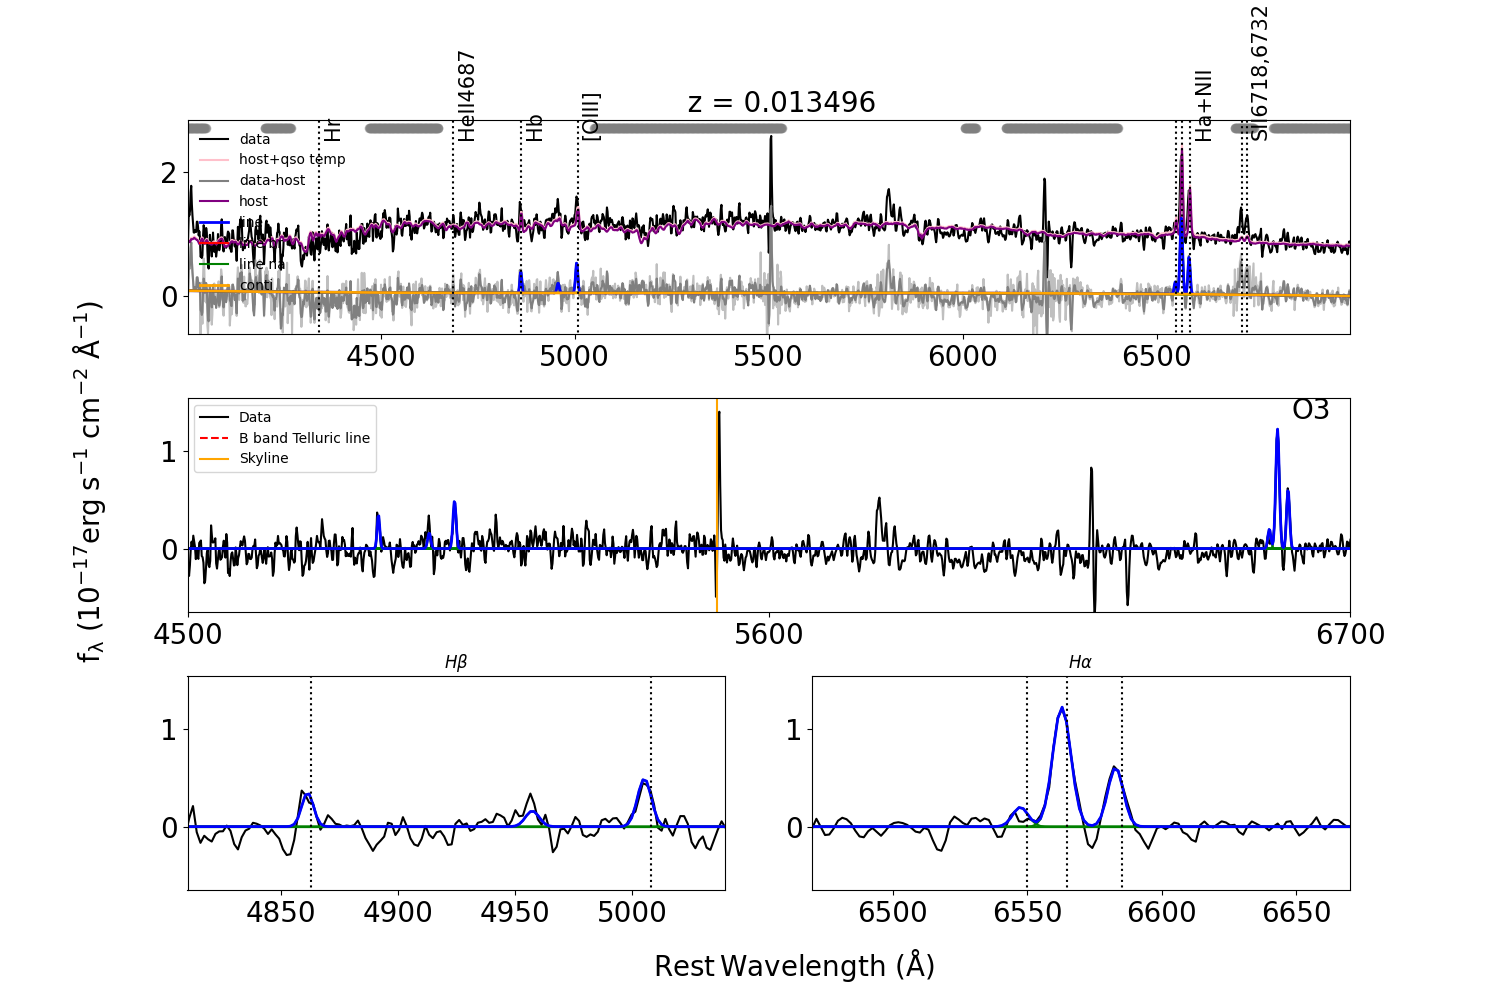 z = 0.013496
Hr
HeII4687
Hb
[OIII]
Ha+NII
SII6718,6732
data
host+qso temp
data-host
host
line
line na
conti
2
0
4500 5000 5500 6000 6500
O3
Data
B band Telluric line
Skyline
1
0
4500 5600 6700
fλ (10⁻¹⁷erg s⁻¹ cm⁻² Å⁻¹)
Hβ
1
0
4850 4900 4950 5000
Hα
1
0
6500 6550 6600 6650
Rest Wavelength (Å)